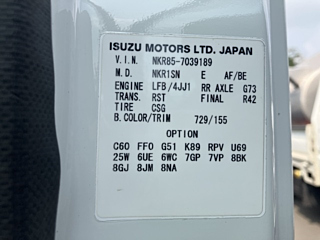 ISUZU MOTORS LTD. JAPAN
V.I.N. NKR85-7039189
M.D. NKR1SN E AF/BE
ENGINE LFB/4JJ1 RR AXLE G73
TRANS. RST FINAL R42
TIRE CSG
B.COLOR/TRIM 729/155
OPTION
C60 FF0 G51 K89 RPV U69
25W 6UE 6WC 7GP 7VP 8BK
8GJ 8JM 8NA